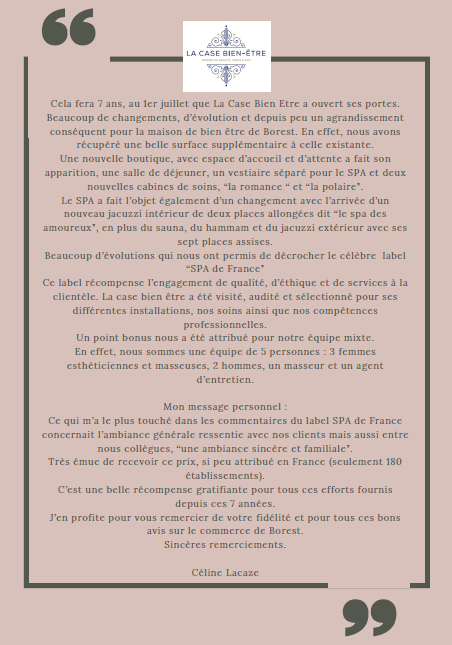 LA CASE BIEN-ÊTRE
Cela fera 7 ans, au 1er juillet que La Case Bien Etre a ouvert ses portes.
Beaucoup de changements, d'évolution et depuis peu un agrandissement
conséquent pour la maison de bien être de Borest. En effet, nous avons
récupéré une belle surface supplémentaire à celle existante.
Une nouvelle boutique, avec espace d'accueil et d'attente a fait son
apparition, une salle de déjeuner, un vestiaire séparé pour le SPA et deux
nouvelles cabines de soins, “la romance “ et “la polaire”.
Le SPA a fait l'objet également d'un changement avec l'arrivée d'un
nouveau jacuzzi intérieur de deux places allongées dit “le spa des
amoureux”, en plus du sauna, du hammam et du jacuzzi extérieur avec ses
sept places assises.
Beaucoup d'évolutions qui nous ont permis de décrocher le célèbre label
“SPA de France”
Ce label récompense l'engagement de qualité, d'éthique et de services à la
clientèle. La case bien être a été visité, audité et sélectionné pour ses
différentes installations, nos soins ainsi que nos compétences
professionnelles.
Un point bonus nous a été attribué pour notre équipe mixte.
En effet, nous sommes une équipe de 5 personnes : 3 femmes
esthéticiennes et masseuses, 2 hommes, un masseur et un agent
d'entretien.
Mon message personnel :
Ce qui m'a le plus touché dans les commentaires du label SPA de France
concernait l'ambiance générale ressentie avec nos clients mais aussi entre
nous collègues, “une ambiance sincère et familiale”.
Très émue de recevoir ce prix, si peu attribué en France (seulement 180
établissements).
C'est une belle récompense gratifiante pour tous ces efforts fournis
depuis ces 7 années.
J'en profite pour vous remercier de votre fidélité et pour tous ces bons
avis sur le commerce de Borest.
Sincères remerciements.
Céline Lacaze